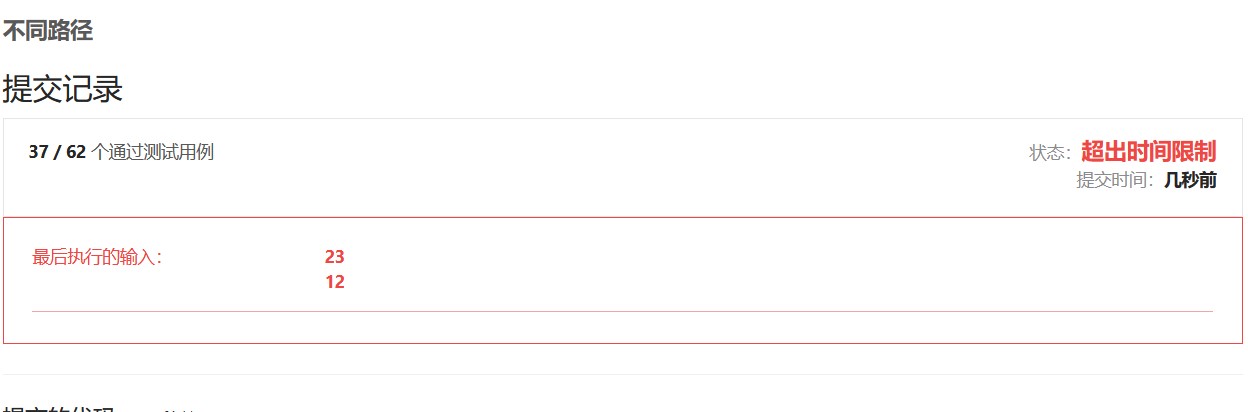 不同路径
提交记录
37 / 62 个通过测试用例
状态：超出时间限制
提交时间：几秒前
最后执行的输入：
23
12